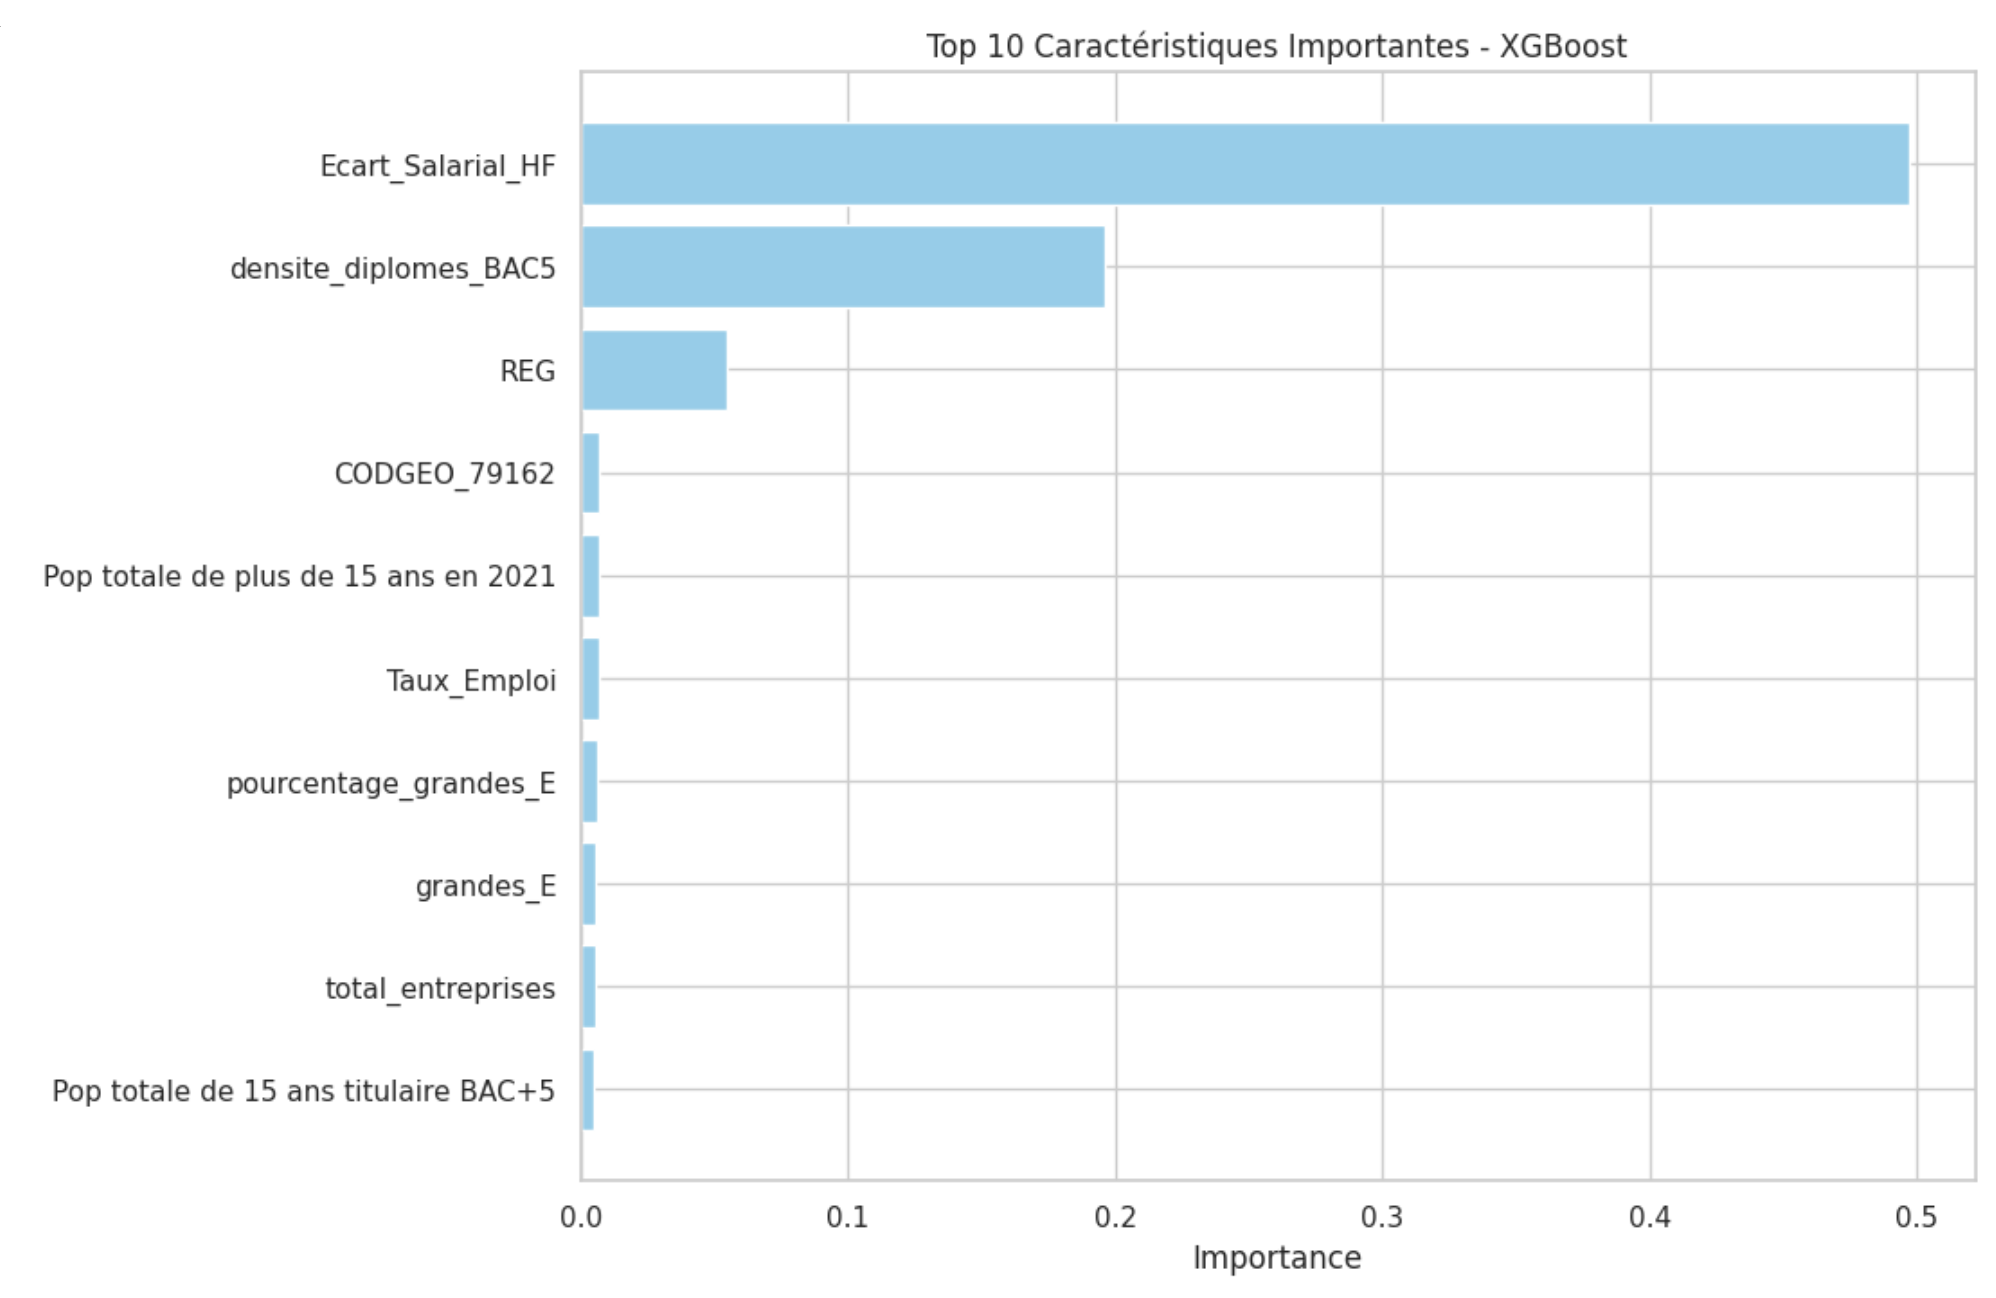 Top 10 Caractéristiques Importantes - XGBoost
Ecart_Salarial_HF
densite_diplomes_BAC5
REG
CODGEO_79162
Pop totale de plus de 15 ans en 2021
Taux_Emploi
pourcentage_grandes_E
grandes_E
total_entreprises
Pop totale de 15 ans titulaire BAC+5
0.0 0.1 0.2 0.3 0.4 0.5
Importance